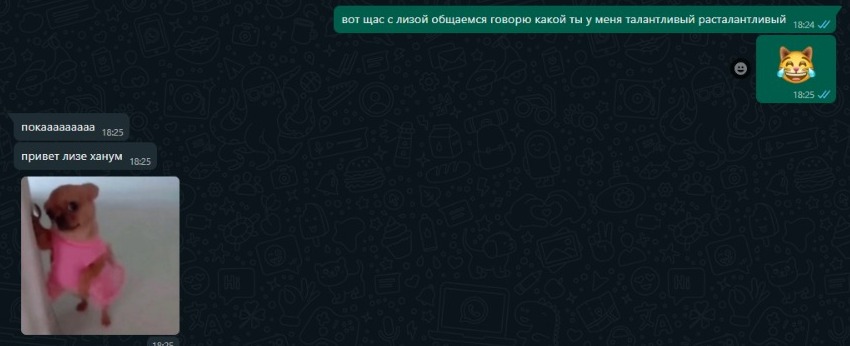 вот щас с лизой общаемся говорю какой ты у меня талантливый расталантливый
18:24
18:25
покаааааааaа 18:25
привет лизе ханум 18:25
18:25